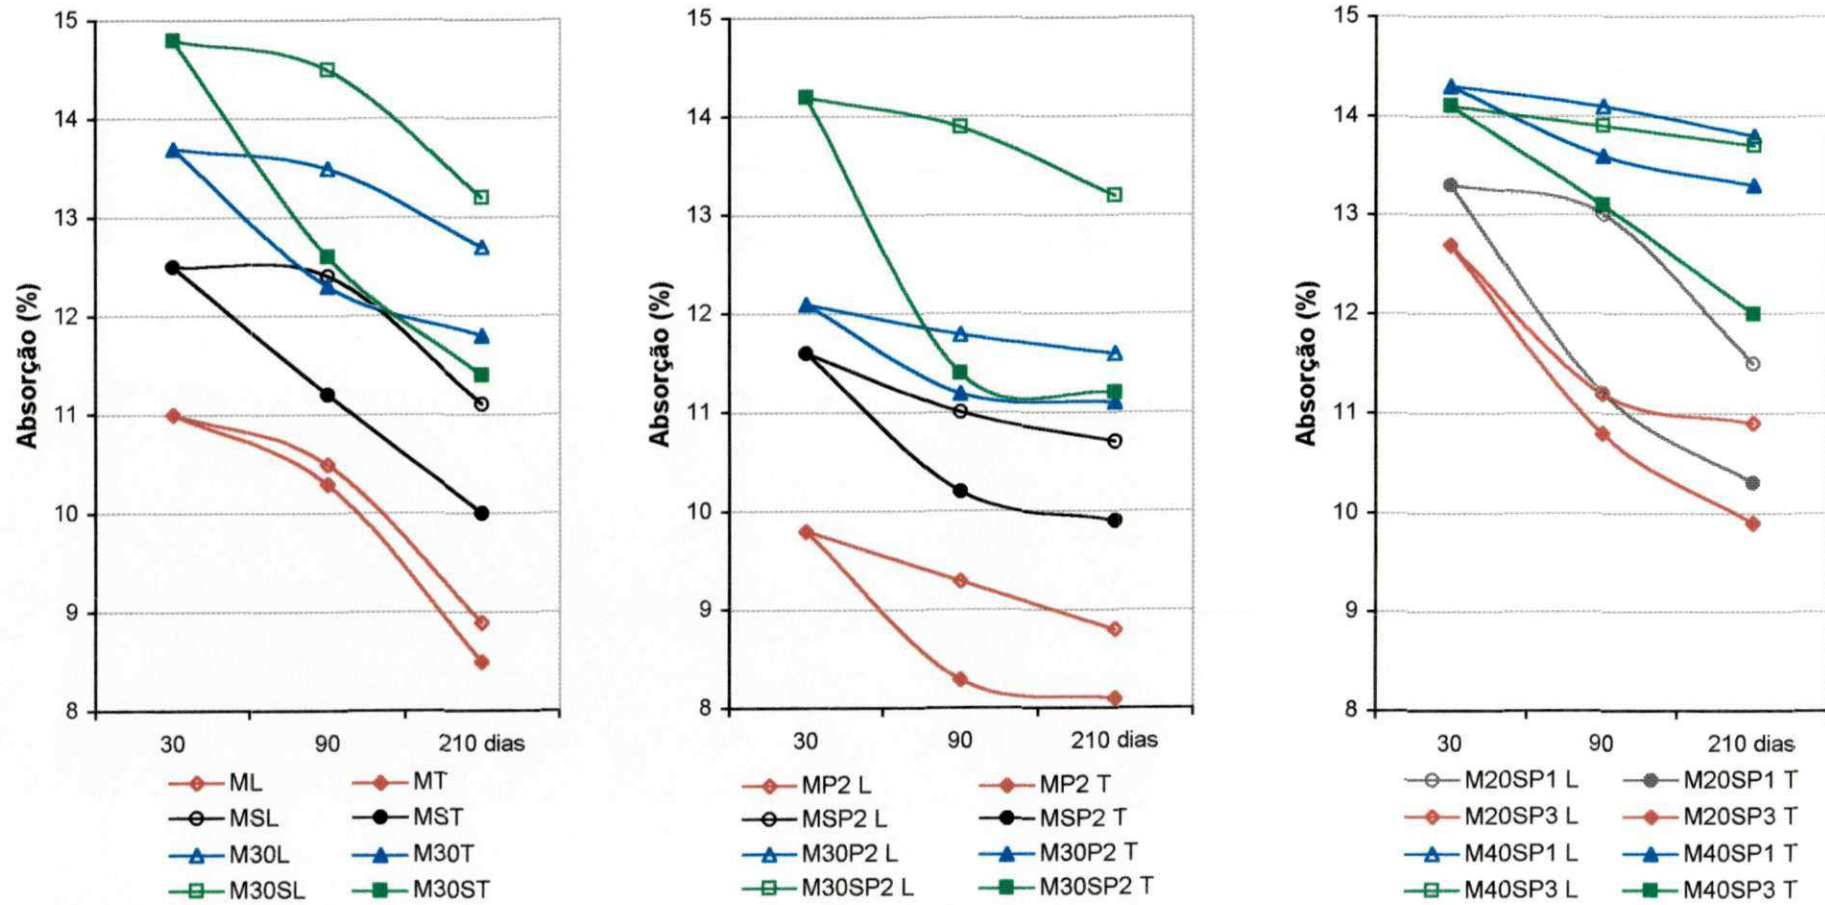 Absorção (%)
15
14
13
12
11
10
9
8
30 90 210 dias
ML MT
MSL MST
M30L M30T
M30SL M30ST
Absorção (%)
15
14
13
12
11
10
9
8
30 90 210 dias
MP2 L MP2 T
MSP2 L MSP2 T
M30P2 L M30P2 T
M30SP2 L M30SP2 T
Absorção (%)
15
14
13
12
11
10
9
8
30 90 210 dias
M20SP1 L M20SP1 T
M20SP3 L M20SP3 T
M40SP1 L M40SP1 T
M40SP3 L M40SP3 T